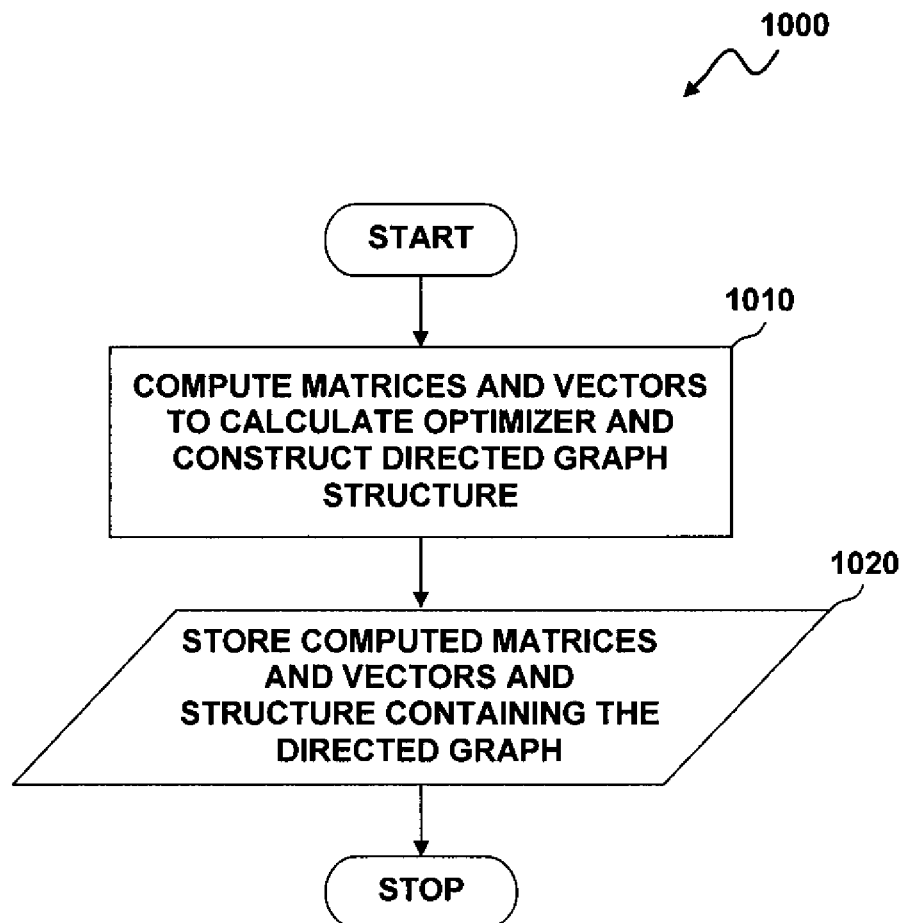 1000
START
1010
COMPUTE MATRICES AND VECTORS
TO CALCULATE OPTIMIZER AND
CONSTRUCT DIRECTED GRAPH
STRUCTURE
1020
STORE COMPUTED MATRICES
AND VECTORS AND
STRUCTURE CONTAINING THE
DIRECTED GRAPH
STOP